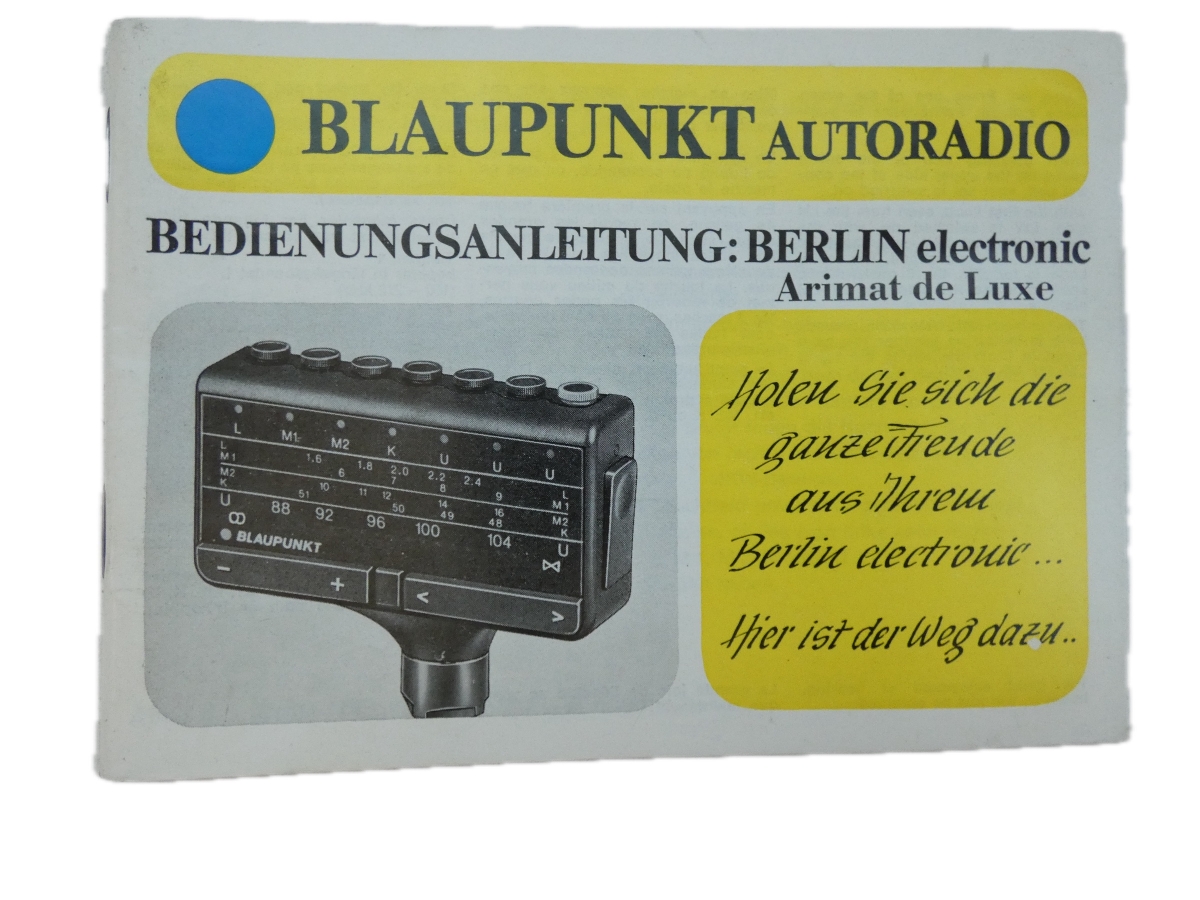 BLAUPUNKT AUTORADIO
BEDIENUNGSANLEITUNG: BERLIN electronic
Arimat de Luxe
L M1 M2 K U U U
L 1.6 1.8 2.0 2.2 2.4 L
M1 6 7 8 9 M1
M2 10 11 12 14 16 M2
K 51 50 49 48 K
U 88 92 96 100 104 U
BLAUPUNKT
− + < >
Holen Sie sich die
ganze Freude
aus Ihrem
Berlin electronic ...
Hier ist der Weg dazu..